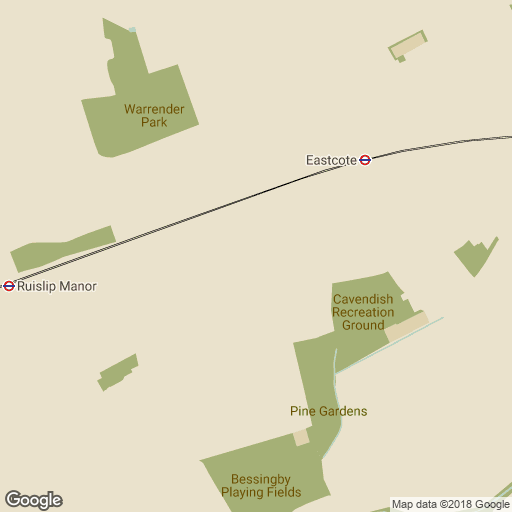 Warrender
Park
Eastcote
Ruislip Manor
Cavendish
Recreation
Ground
Pine Gardens
Bessingby
Playing Fields
Google
Map data ©2018 Google